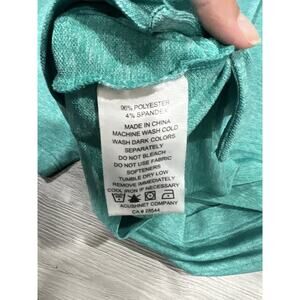 96% POLYESTER
4% SPANDEX
MADE IN CHINA
MACHINE WASH COLD
WASH DARK COLORS
SEPARATELY
DO NOT BLEACH
DO NOT USE FABRIC
SOFTENERS
TUMBLE DRY LOW
REMOVE IMMEDIATELY
COOL IRON IF NECESSARY
ACUSHNET COMPANY
CA# 28544